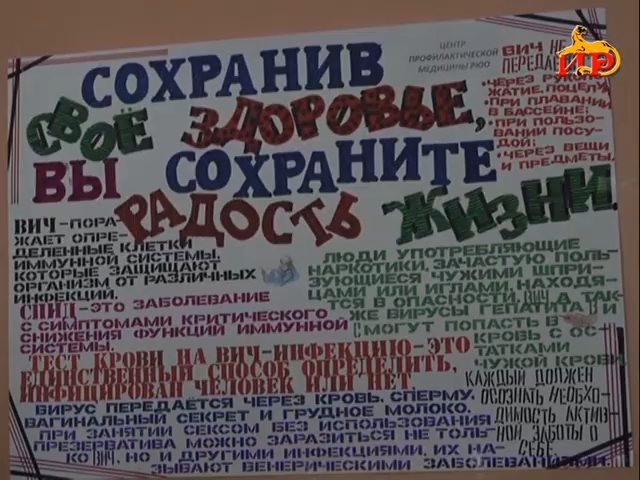 СОХРАНИВ
СВОЁ ЗДОРОВЬЕ,
ВЫ СОХРАНИТЕ
РАДОСТЬ ЖИЗНИ.
ЦЕНТР
ПРОФИЛАКТИЧЕСКОЙ
МЕДИЦИНЫ РЮО
ПР
ВИЧ НЕ
ПЕРЕДАЕТ
•ЧЕРЕЗ РУКОПО-
ЖАТИЕ, ПОЦЕЛУ
•ПРИ ПЛАВАНИИ
В БАССЕЙНЕ;
•ПРИ ПОЛЬЗО-
ВАНИИ ПОСУ-
ДОЙ;
•ЧЕРЕЗ ВЕЩИ
И ПРЕДМЕТЫ.
ВИЧ-ПОРА-
ЖАЕТ ОПРЕ-
ДЕЛЕННЫЕ КЛЕТКИ
ИММУННОЙ СИСТЕМЫ,
КОТОРЫЕ ЗАЩИЩАЮТ
ОРГАНИЗМ ОТ РАЗЛИЧНЫХ
ИНФЕКЦИЙ.
СПИД-ЭТО ЗАБОЛЕВАНИЕ
С СИМПТОМАМИ КРИТИЧЕСКОГО
СНИЖЕНИЯ ФУНКЦИЙ ИММУННОЙ
СИСТЕМЫ.
ЛЮДИ УПОТРЕБЛЯЮЩИЕ
НАРКОТИКИ, ЗАЧАСТУЮ ПОЛЬ-
ЗУЮЩИЕСЯ ЧУЖИМИ ШПРИ-
ЦАМИ ИЛИ ИГЛАМИ, НАХОДЯ-
ТСЯ В ОПАСНОСТИ. ВИЧ, А ТАК-
ЖЕ ВИРУСЫ ГЕПАТИТА В И
С МОГУТ ПОПАСТЬ В
КРОВЬ С ОС-
ТАТКАМИ
ЧУЖОЙ КРОВИ.
ТЕСТ КРОВИ НА ВИЧ-ИНФЕКЦИЮ-ЭТО
ЕДИНСТВЕННЫЙ СПОСОБ ОПРЕДЕЛИТЬ,
ИНФИЦИРОВАН ЧЕЛОВЕК ИЛИ НЕТ.
ВИРУС ПЕРЕДАЁТСЯ ЧЕРЕЗ КРОВЬ, СПЕРМУ,
ВАГИНАЛЬНЫЙ СЕКРЕТ И ГРУДНОЕ МОЛОКО.
ПРИ ЗАНЯТИИ СЕКСОМ БЕЗ ИСПОЛЬЗОВАНИЯ
ПРЕЗЕРВАТИВА МОЖНО ЗАРАЗИТЬСЯ НЕ ТОЛЬ-
КО ВИЧ, НО И ДРУГИМИ ИНФЕКЦИЯМИ, ИХ НА-
ЗЫВАЮТ ВЕНЕРИЧЕСКИМИ ЗАБОЛЕВАНИЯМИ.
КАЖДЫЙ ДОЛЖЕН
ОСОЗНАТЬ НЕОБХО-
ДИМОСТЬ АКТИВ-
НОЙ ЗАБОТЫ О
СЕБЕ